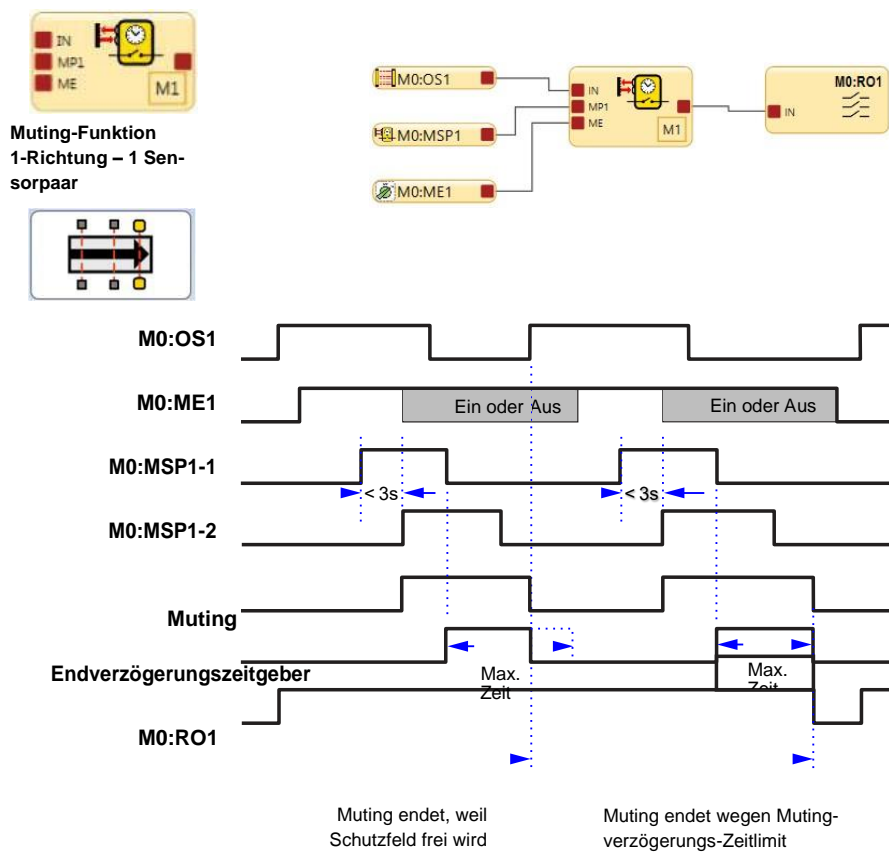 IN
MP1
ME
M1
Muting-Funktion
1-Richtung – 1 Sen-
sorpaar
M0:OS1
M0:MSP1
M0:ME1
IN
MP1
ME
M1
M0:RO1
IN
M0:OS1
M0:ME1
Ein oder Aus
Ein oder Aus
M0:MSP1-1
< 3s
< 3s
M0:MSP1-2
Muting
Endverzögerungszeitgeber
Max.
Zeit
Max.
Zeit
M0:RO1
Muting endet, weil
Schutzfeld frei wird
Muting endet wegen Muting-
verzögerungs-Zeitlimit